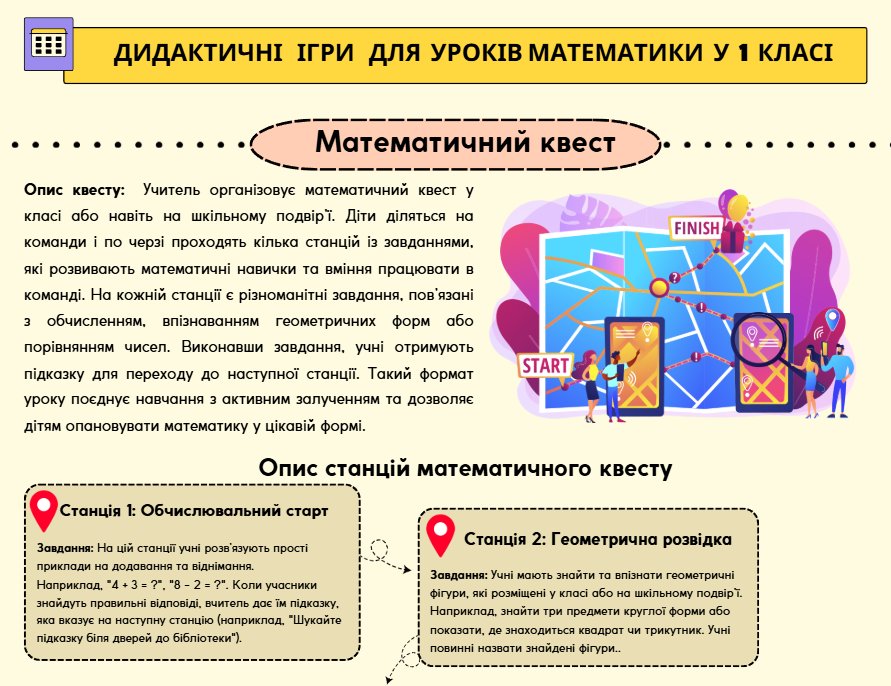 ДИДАКТИЧНІ ІГРИ ДЛЯ УРОКІВ МАТЕМАТИКИ У 1 КЛАСІ
Математичний квест
Опис квесту: Учитель організовує математичний квест у
класі або навіть на шкільному подвір'ї. Діти діляться на
команди і по черзі проходять кілька станцій із завданнями,
які розвивають математичні навички та вміння працювати в
команді. На кожній станції є різноманітні завдання, пов'язані
з обчисленням, впізнаванням геометричних форм або
порівнянням чисел. Виконавши завдання, учні отримують
підказку для переходу до наступної станції. Такий формат
уроку поєднує навчання з активним залученням та дозволяє
дітям опановувати математику у цікавій формі.
FINISH
START
Опис станцій математичного квесту
Станція 1: Обчислювальний старт
Завдання: На цій станції учні розв'язують прості
приклади на додавання та віднімання.
Наприклад, "4 + 3 = ?", "8 – 2 = ?". Коли учасники
знайдуть правильні відповіді, вчитель дає їм підказку,
яка вказує на наступну станцію (наприклад, "Шукайте
підказку біля дверей до бібліотеки").
Станція 2: Геометрична розвідка
Завдання: Учні мають знайти та впізнати геометричні
фігури, які розміщені у класі або на шкільному подвір'ї.
Наприклад, знайти три предмети круглої форми або
показати, де знаходиться квадрат чи трикутник. Учні
повинні назвати знайдені фігури..